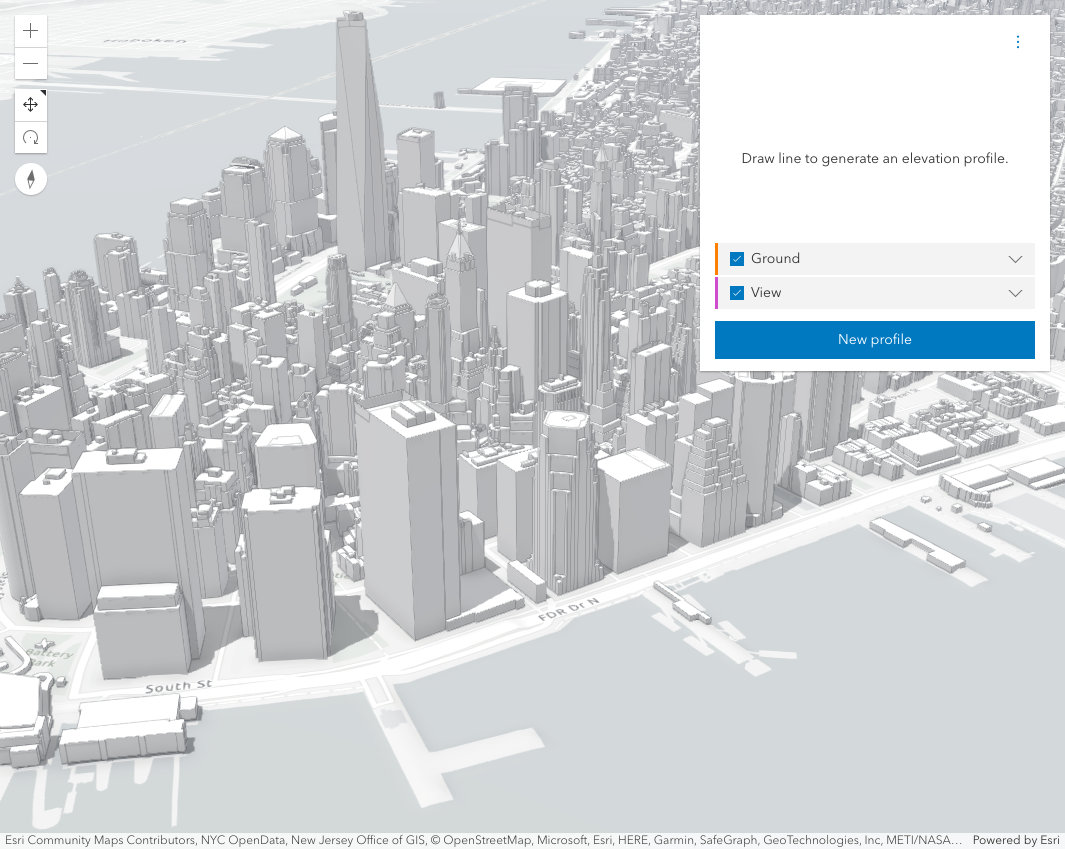 Hoboken
Draw line to generate an elevation profile.
Ground
View
New profile
FDR Dr N
Battery
Park
South St
Esri Community Maps Contributors, NYC OpenData, New Jersey Office of GIS, © OpenStreetMap, Microsoft, Esri, HERE, Garmin, SafeGraph, GeoTechnologies, Inc, METI/NASA… Powered by Esri